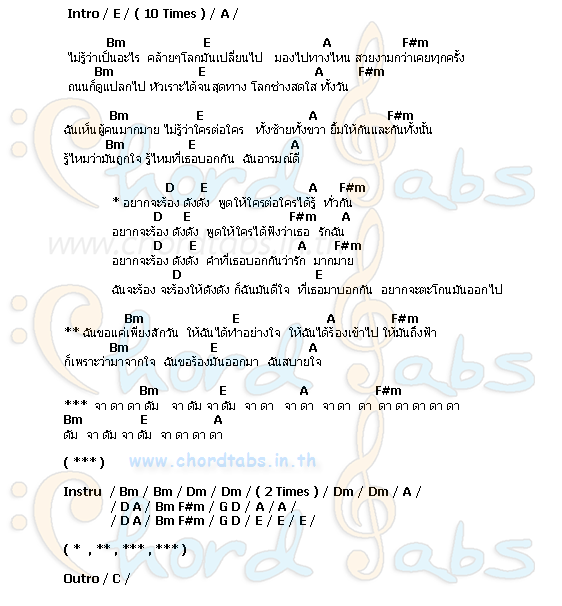 Intro / E / ( 10 Times ) / A /
Bm E A F#m
ไม่รู้ว่าเป็นอะไร คล้ายๆโลกมันเปลี่ยนไป มองไปทางไหน สวยงามกว่าเคยทุกครั้ง
Bm E A F#m
ถนนก็ดูแปลกไป หัวเราะได้จนสุดทาง โลกช่างสดใส ทั้งวัน
Bm E A F#m
ฉันเห็นผู้คนมากมาย ไม่รู้ว่าใครต่อใคร ทั้งซ้ายทั้งขวา ยิ้มให้กันและกันทั้งนั้น
Bm E A
รู้ไหมว่ามันถูกใจ รู้ไหมที่เธอบอกกัน ฉันอารมณ์ดี
D E A F#m
* อยากจะร้อง ดังดัง พูดให้ใครต่อใครได้รู้ ทั่วกัน
D E F#m A
อยากจะร้อง ดังดัง พูดให้ใครได้ฟังว่าเธอ รักฉัน
www.chordtabs.in.th
D E A F#m
อยากจะร้อง ดังดัง คำที่เธอบอกกันว่ารัก มากมาย
D E
ฉันจะร้อง จะร้องให้ดังดัง ก็ฉันมันดีใจ ที่เธอมาบอกกัน อยากจะตะโกนมันออกไป
Bm E A F#m
** ฉันขอแค่เพียงสักวัน ให้ฉันได้ทำอย่างใจ ให้ฉันได้ร้องเข้าไป ให้มันถึงฟ้า
Bm E A
ก็เพราะว่ามาจากใจ ฉันขอร้องมันออกมา ฉันสบายใจ
Bm E A F#m
*** จา ดา ดา ดัม จา ดัม จา ดัม จา ดา จา ดา จา ดา ดา ดา ดา ดา ดา ดา
Bm E A
ดัม จา ดัม จา ดัม จา ดา ดา ดา
( *** ) www.chordtabs.in.th
Instru / Bm / Bm / Dm / Dm / ( 2 Times ) / Dm / Dm / A /
/ D A / Bm F#m / G D / A / A /
/ D A / Bm F#m / G D / E / E / E /
( * , ** , *** , *** )
Outro / C /
Chord Tabs
Chord Tabs